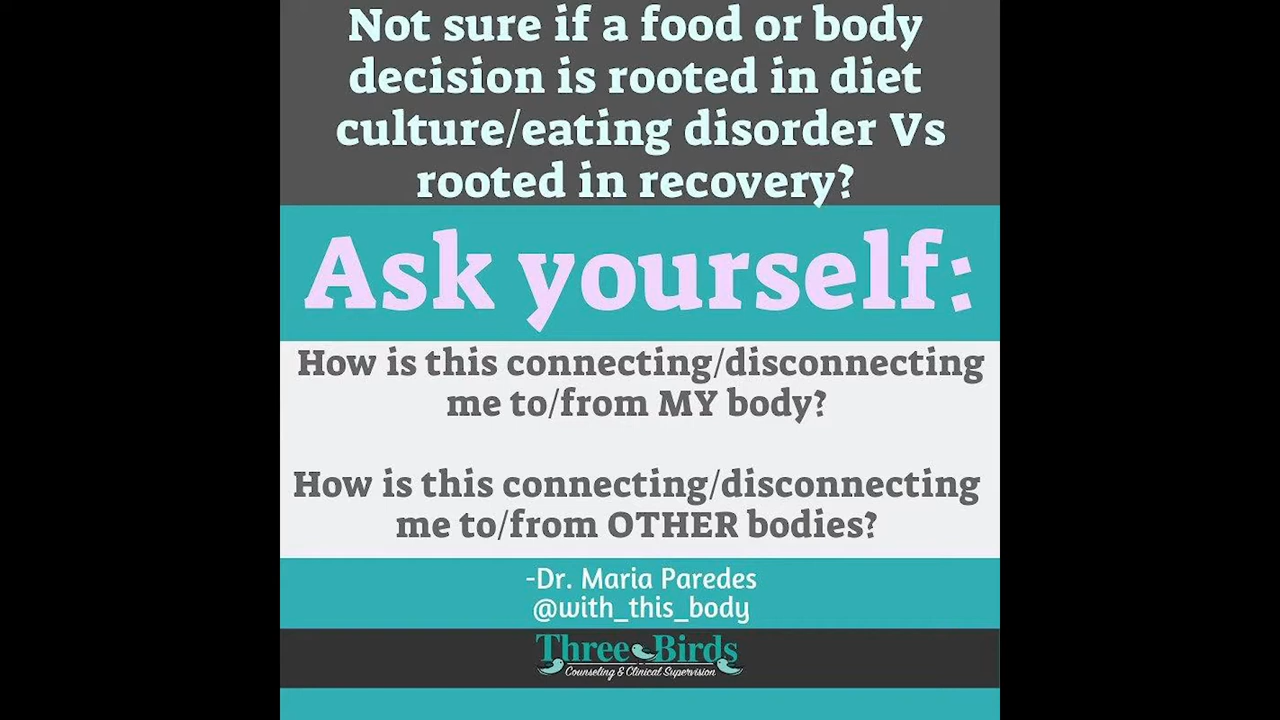 Not sure if a food or body
decision is rooted in diet
culture/eating disorder Vs
rooted in recovery?
Ask yourself:
How is this connecting/disconnecting
me to/from MY body?
How is this connecting/disconnecting
me to/from OTHER bodies?
-Dr. Maria Paredes
@with_this_body
Three Birds
Counseling & Clinical Supervision